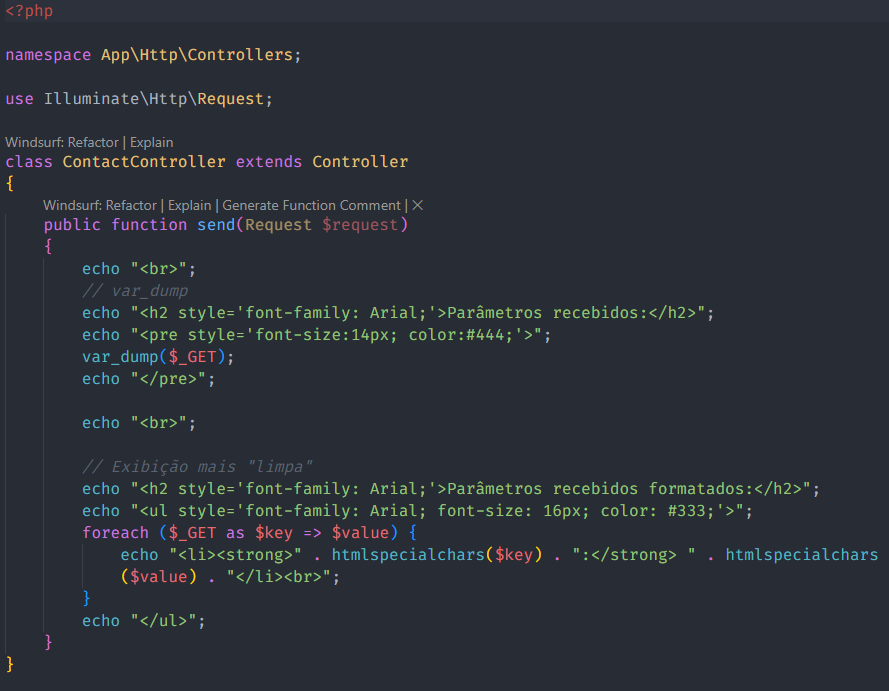 <?php
namespace App\Http\Controllers;
use Illuminate\Http\Request;
Windsurf: Refactor | Explain
class ContactController extends Controller
{
Windsurf: Refactor | Explain | Generate Function Comment | ×
public function send(Request $request)
{
echo "<br>";
// var_dump
echo "<h2 style='font-family: Arial;'>Parâmetros recebidos:</h2>";
echo "<pre style='font-size:14px; color:#444;'>";
var_dump($_GET);
echo "</pre>";
echo "<br>";
// Exibição mais "limpa"
echo "<h2 style='font-family: Arial;'>Parâmetros recebidos formatados:</h2>";
echo "<ul style='font-family: Arial; font-size: 16px; color: #333;'>";
foreach ($_GET as $key => $value) {
echo "<li><strong>" . htmlspecialchars($key) . ":</strong> " . htmlspecialchars
($value) . "</li><br>";
}
echo "</ul>";
}
}